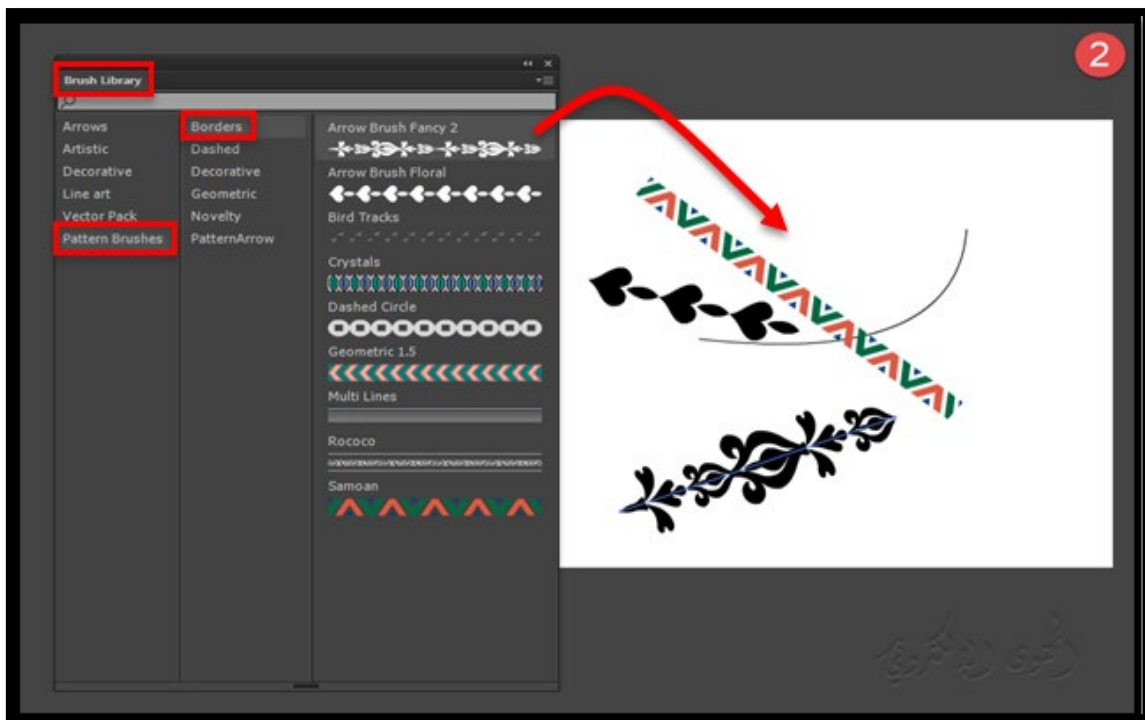 2
Brush Library
Arrows
Artistic
Decorative
Line art
Vector Pack
Pattern Brushes
Borders
Dashed
Decorative
Geometric
Novelty
PatternArrow
Arrow Brush Fancy 2
Arrow Brush Floral
Bird Tracks
Crystals
Dashed Circle
Geometric 1.5
Multi Lines
Rococo
Samoan